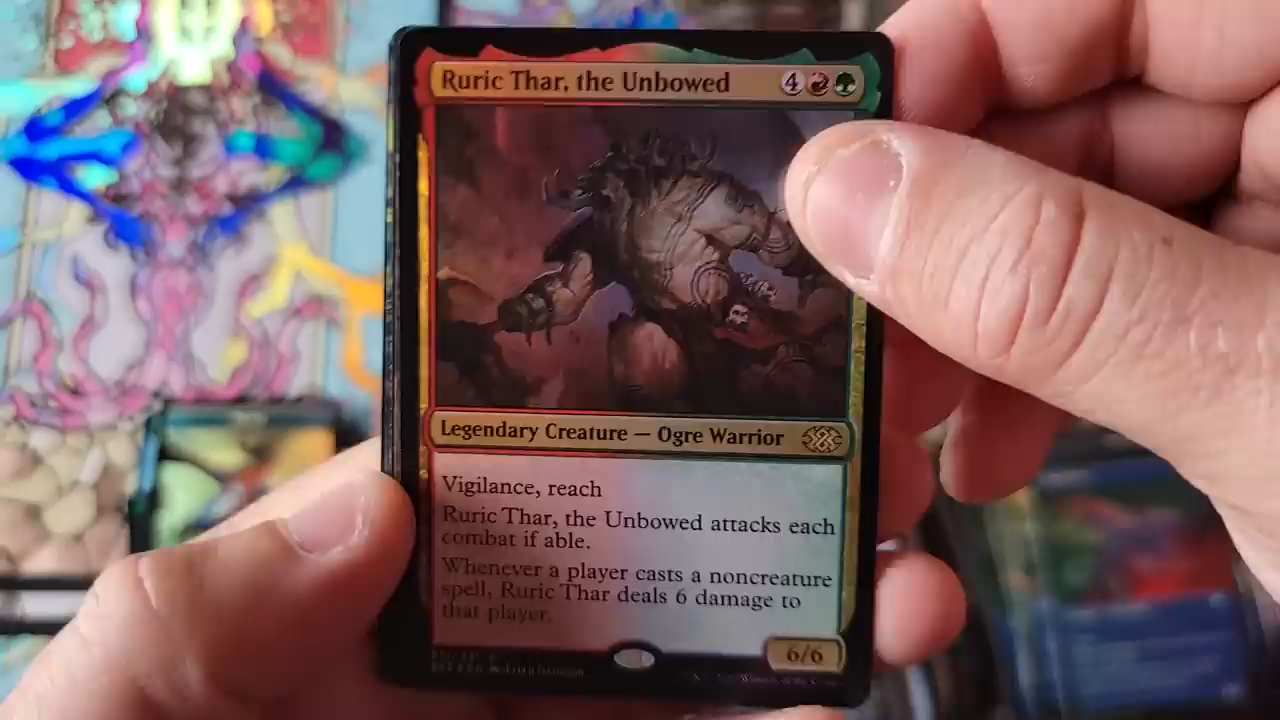 Ruric Thar, the Unbowed 4
Legendary Creature — Ogre Warrior
Vigilance, reach
Ruric Thar, the Unbowed attacks each
combat if able.
Whenever a player casts a noncreature
spell, Ruric Thar deals 6 damage to
that player.
6/6